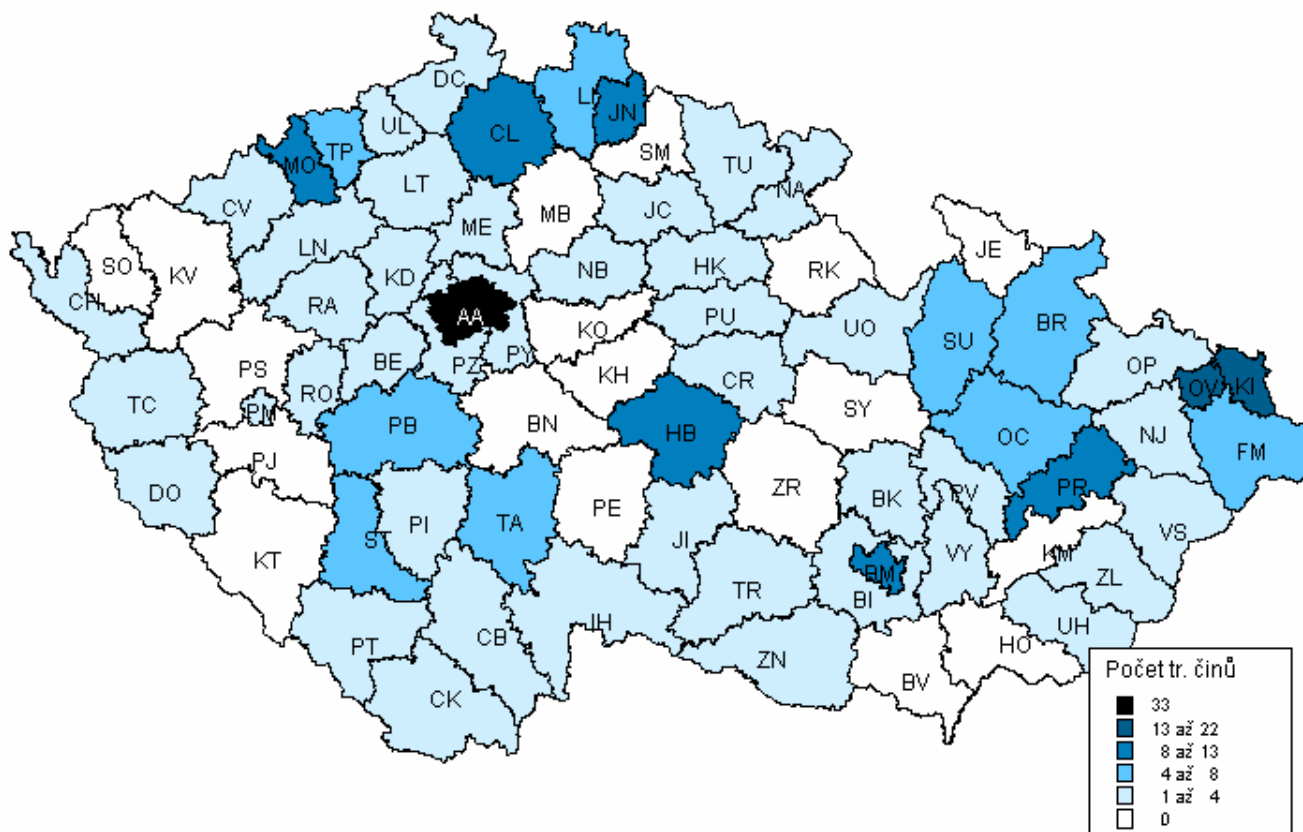 DC
LI
JN
UL
CL
MO
TP
SM
TU
NA
LT
CV
ME
MB
JC
LN
SO
KV
KD
NB
HK
RK
JE
CH
RA
AA
KO
PU
UO
SU
BR
PS
BE
PZ
PY
KH
CR
OP
OV
KI
TC
RO
PM
PB
BN
HB
SY
OC
NJ
FM
PJ
DO
PE
ZR
BK
PV
PR
KT
ST
PI
TA
JI
VY
KM
VS
BM
ZL
TR
BI
PT
CB
JH
UH
ZN
HO
CK
BV
Počet tr. činů
33
13 až 22
8 až 13
4 až 8
1 až 4
0